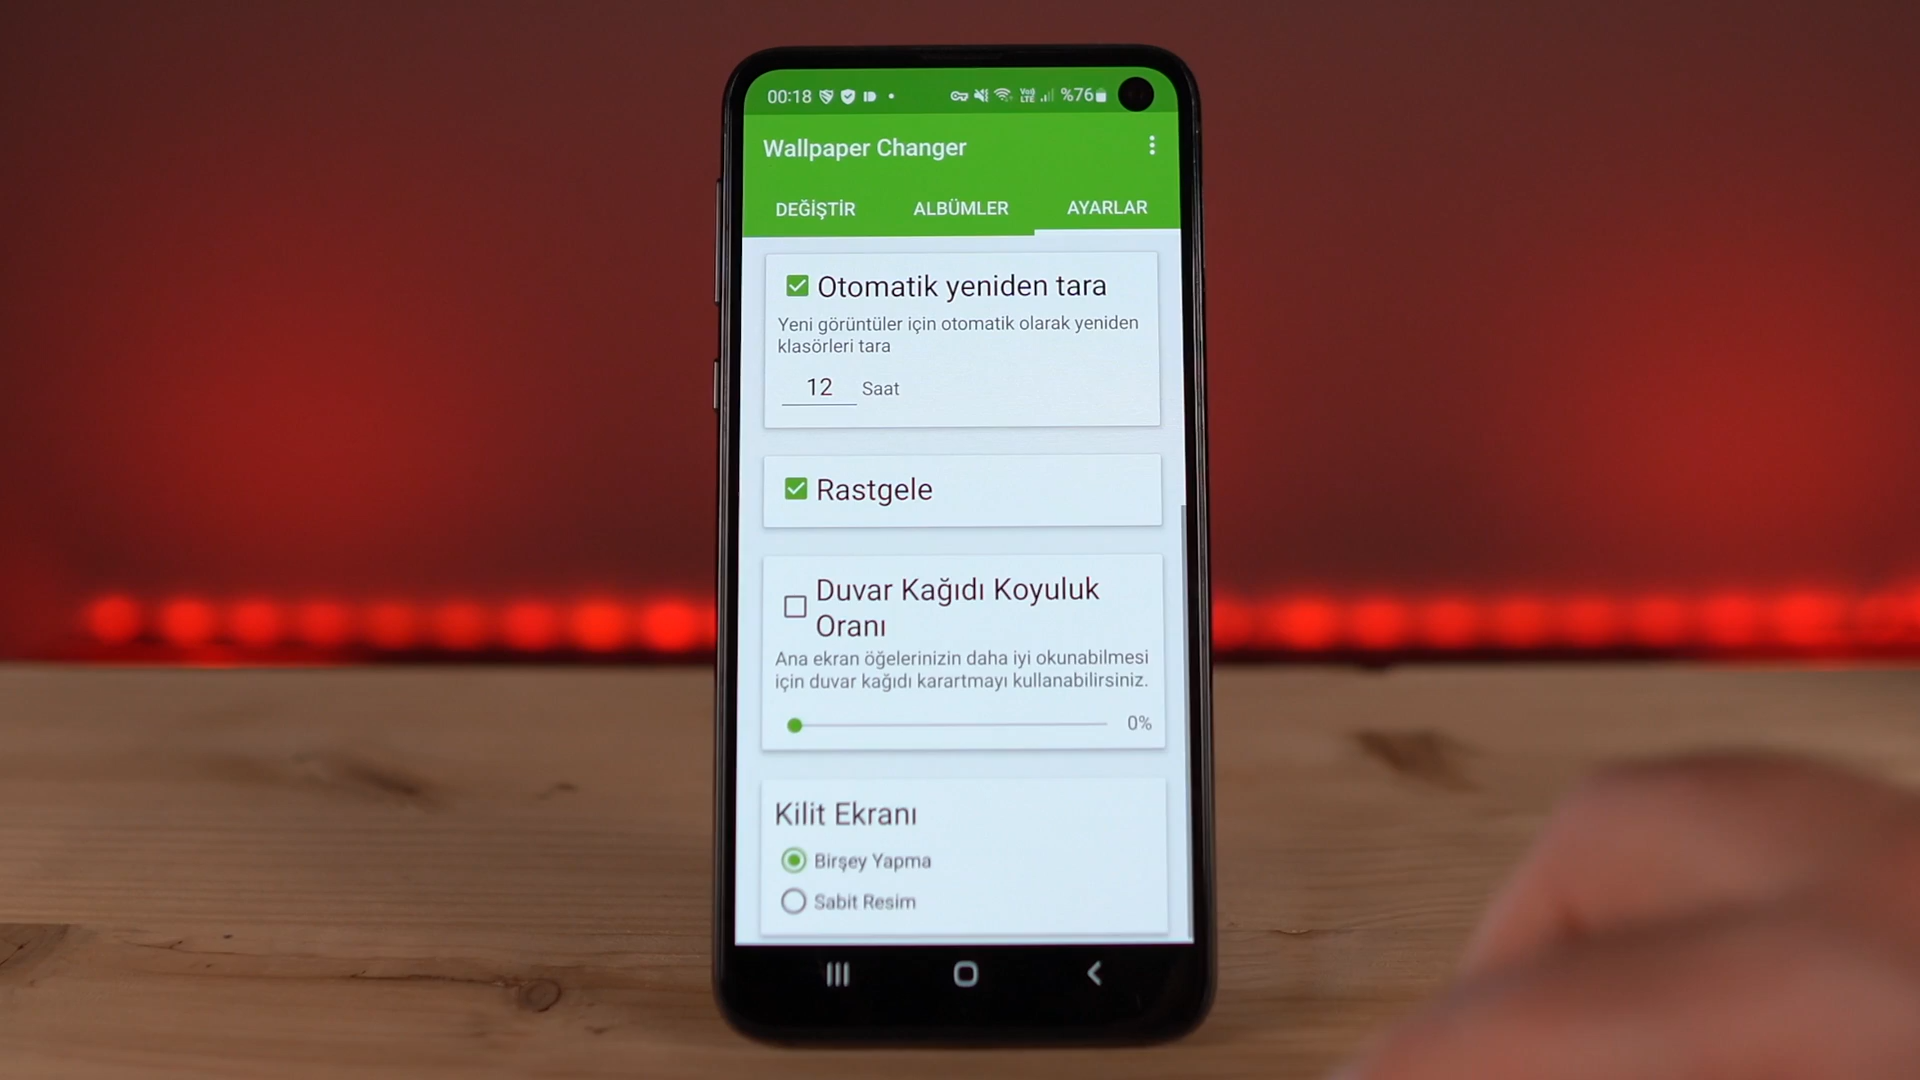 00:18 %76
Wallpaper Changer
DEĞİŞTİR ALBÜMLER AYARLAR
Otomatik yeniden tara
Yeni görüntüler için otomatik olarak yeniden
klasörleri tara
12 Saat
Rastgele
Duvar Kağıdı Koyuluk
Oranı
Ana ekran öğelerinizin daha iyi okunabilmesi
için duvar kağıdı karartmayı kullanabilirsiniz.
0%
Kilit Ekranı
Birşey Yapma
Sabit Resim